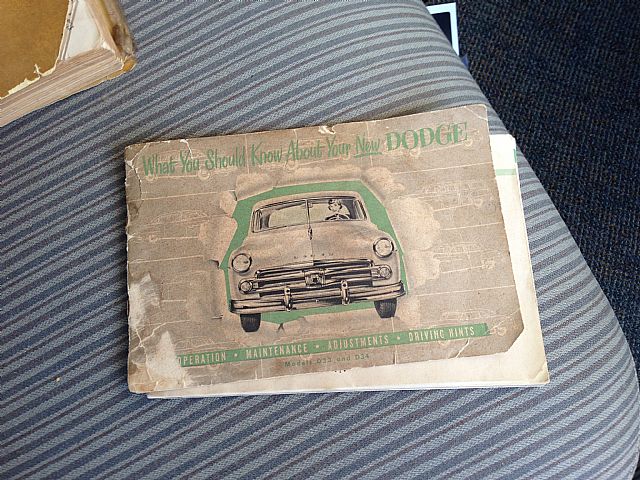 What You Should Know About Your New DODGE
OPERATION • MAINTENANCE • ADJUSTMENTS • DRIVING HINTS
Models D33 and D34